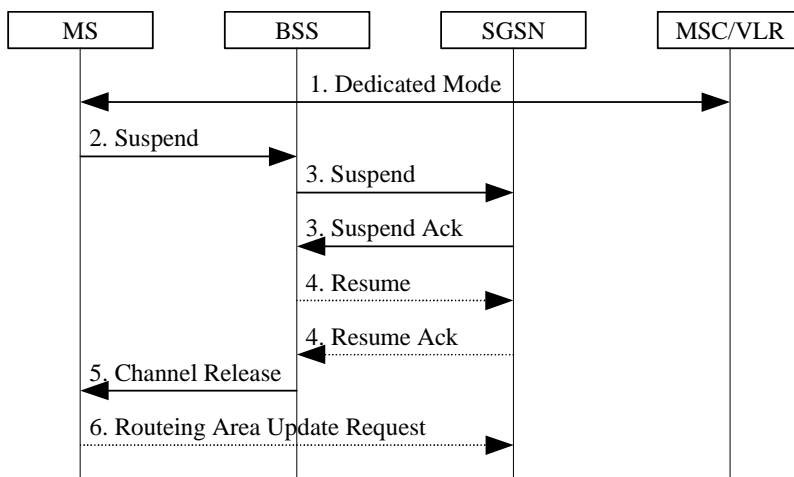 MS BSS SGSN MSC/VLR
1. Dedicated Mode
2. Suspend
3. Suspend
3. Suspend Ack
4. Resume
4. Resume Ack
5. Channel Release
6. Routeing Area Update Request